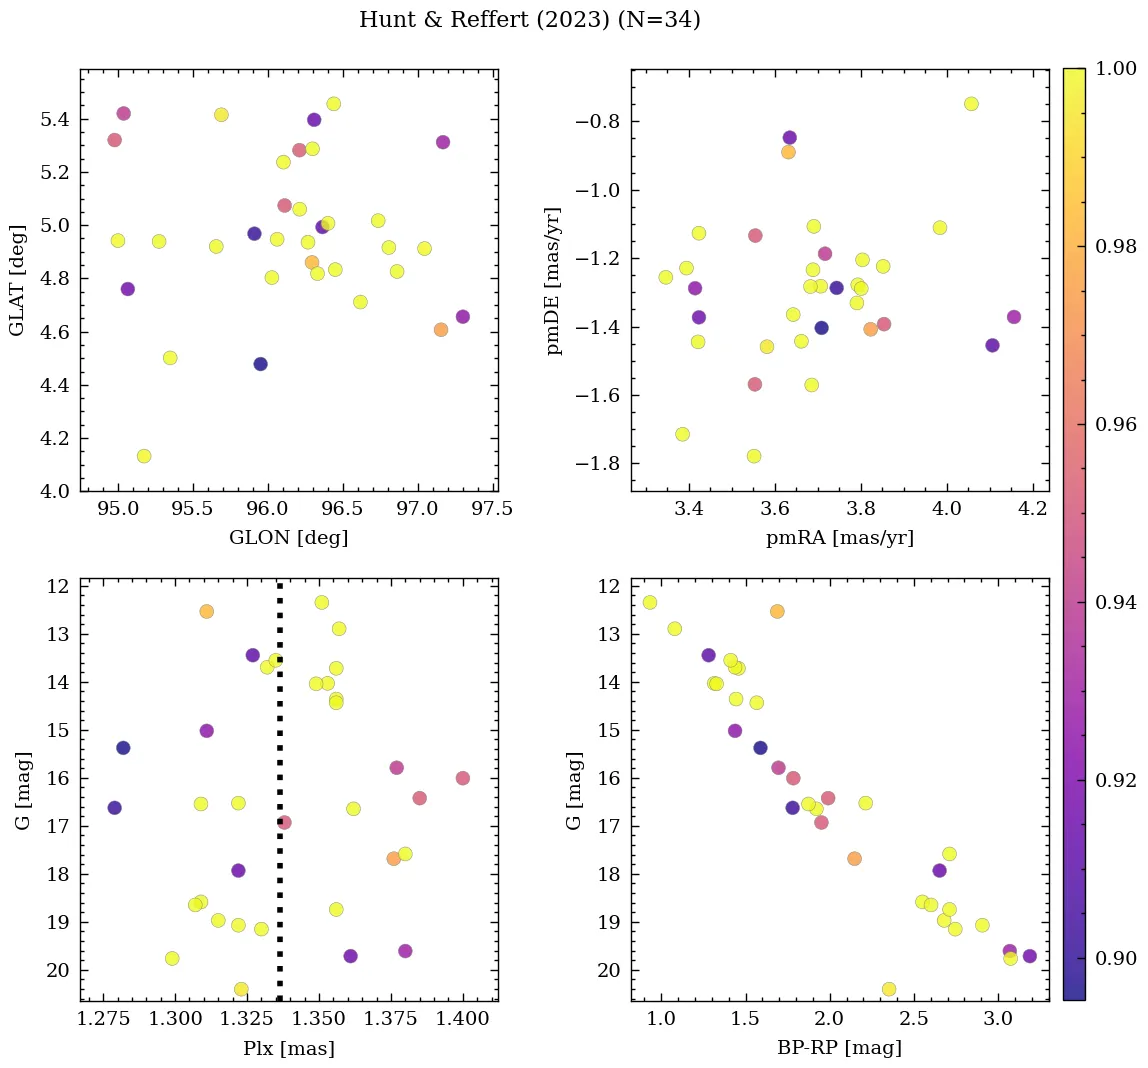 Hunt & Reffert (2023) (N=34)
5.4
5.2
5.0
4.8
4.6
4.4
4.2
4.0
GLAT [deg]
95.0 95.5 96.0 96.5 97.0 97.5
GLON [deg]
−0.8
−1.0
−1.2
−1.4
−1.6
−1.8
pmDE [mas/yr]
3.4 3.6 3.8 4.0 4.2
pmRA [mas/yr]
12
13
14
15
16
17
18
19
20
G [mag]
1.275 1.300 1.325 1.350 1.375 1.400
Plx [mas]
12
13
14
15
16
17
18
19
20
G [mag]
1.0 1.5 2.0 2.5 3.0
BP-RP [mag]
1.00
0.98
0.96
0.94
0.92
0.90